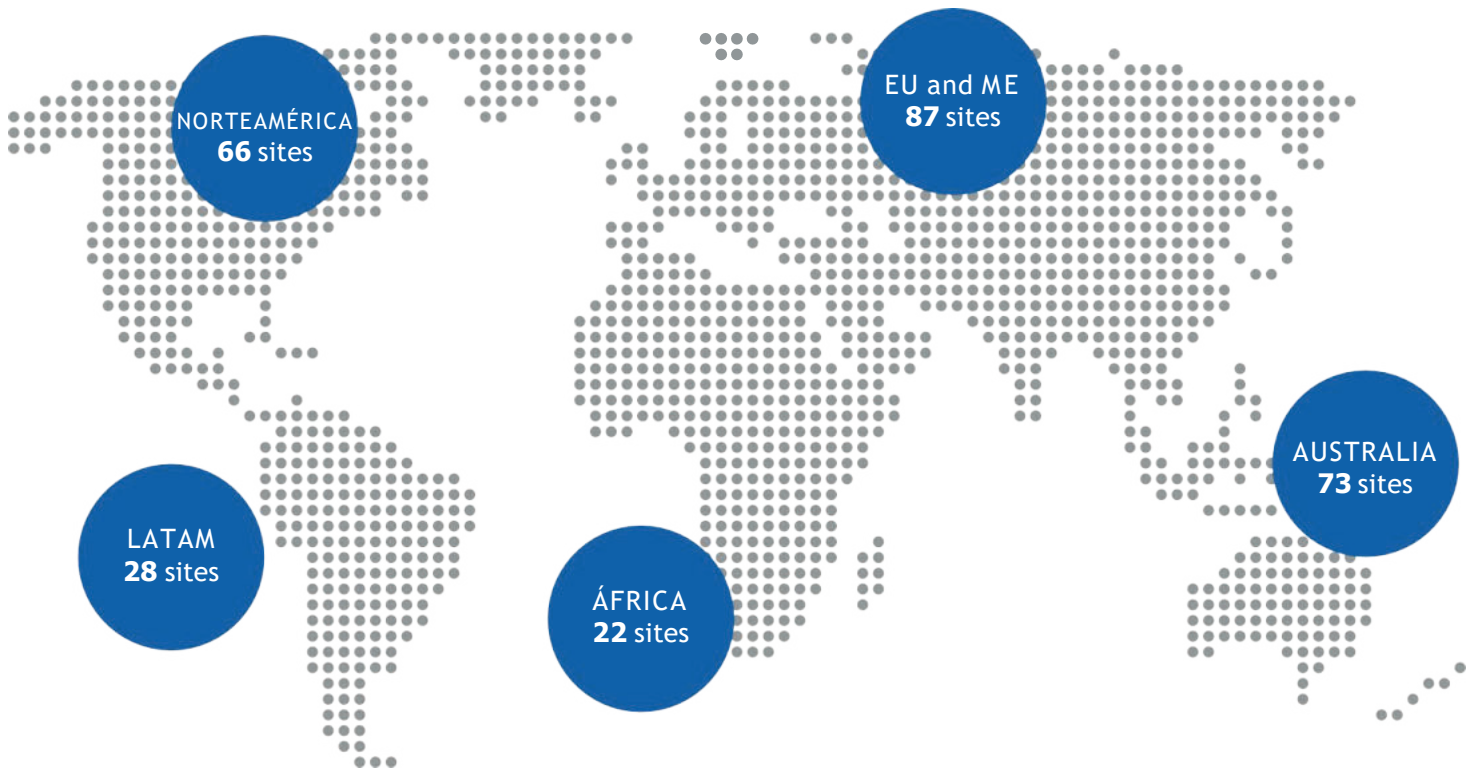 NORTEAMÉRICA
66 sites
EU and ME
87 sites
AUSTRALIA
73 sites
LATAM
28 sites
ÁFRICA
22 sites